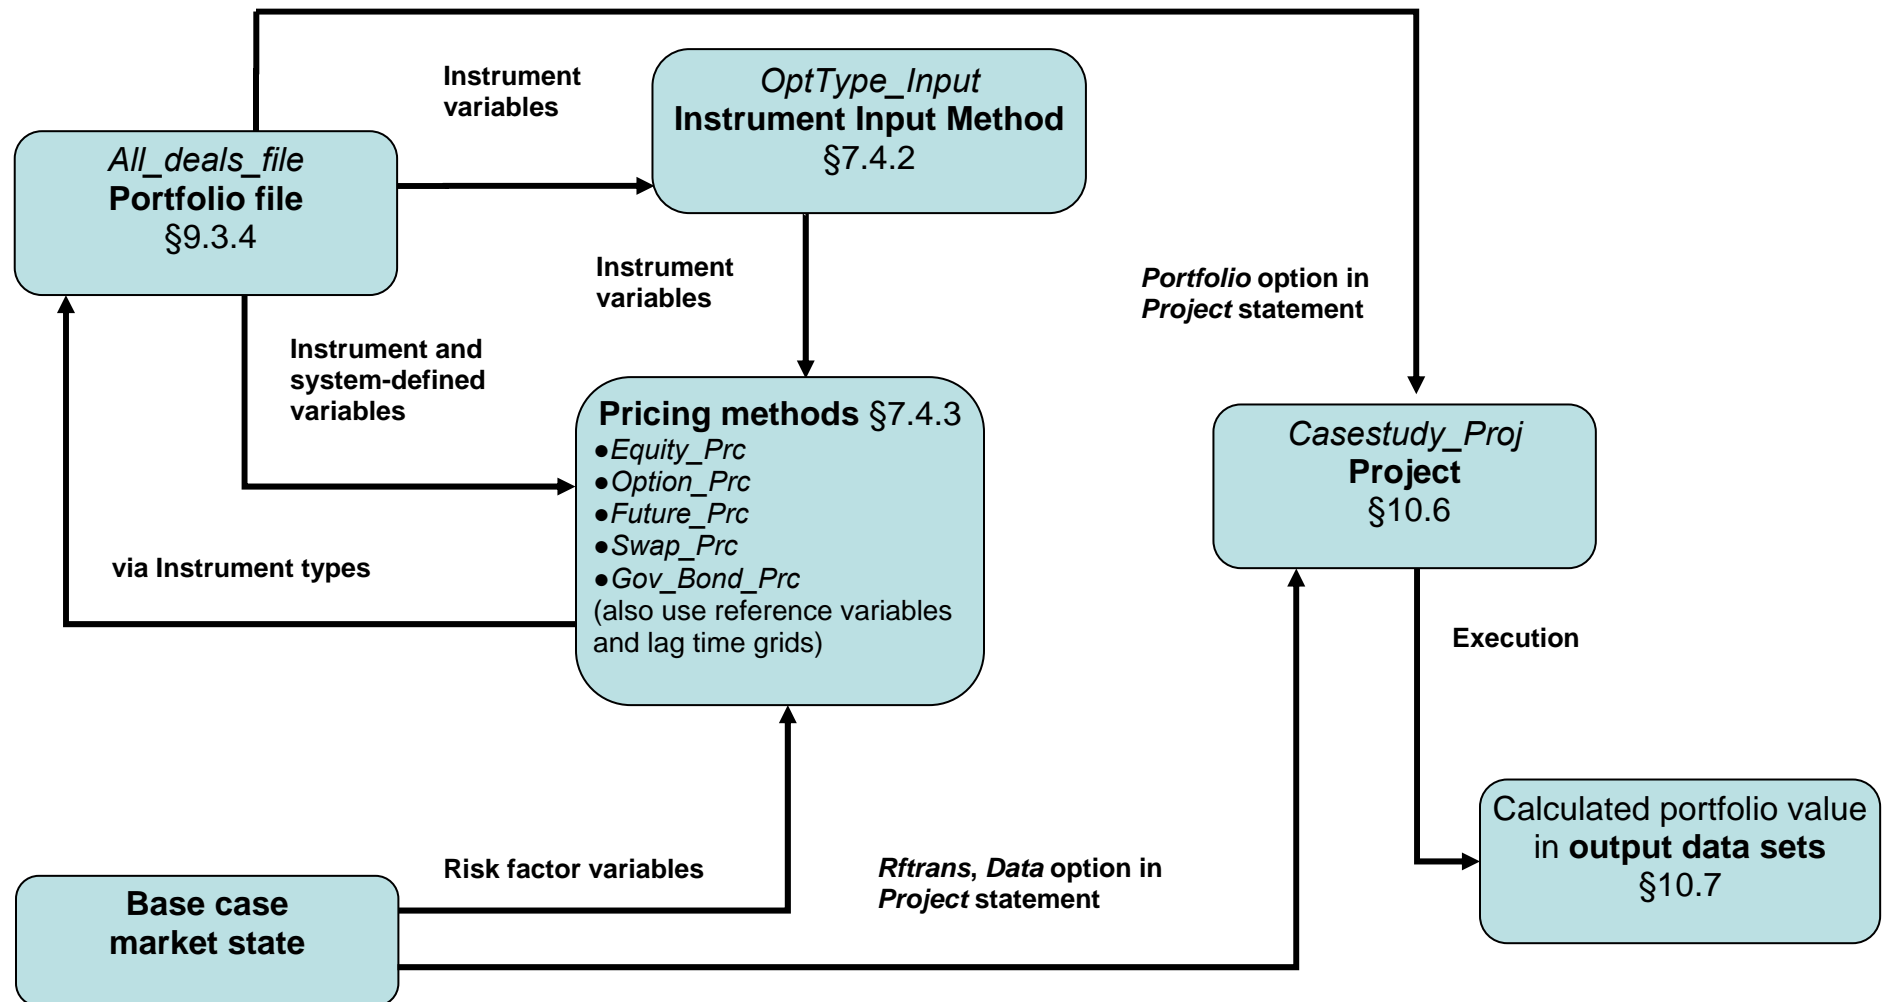 Instrument
variables
OptType_Input
Instrument Input Method
§7.4.2
All_deals_file
Portfolio file
§9.3.4
Instrument
variables
Portfolio option in
Project statement
Instrument and
system-defined
variables
Pricing methods §7.4.3
●Equity_Prc
●Option_Prc
●Future_Prc
●Swap_Prc
●Gov_Bond_Prc
(also use reference variables
and lag time grids)
Casestudy_Proj
Project
§10.6
via Instrument types
Execution
Calculated portfolio value
in output data sets
§10.7
Risk factor variables
Rftrans, Data option in
Project statement
Base case
market state